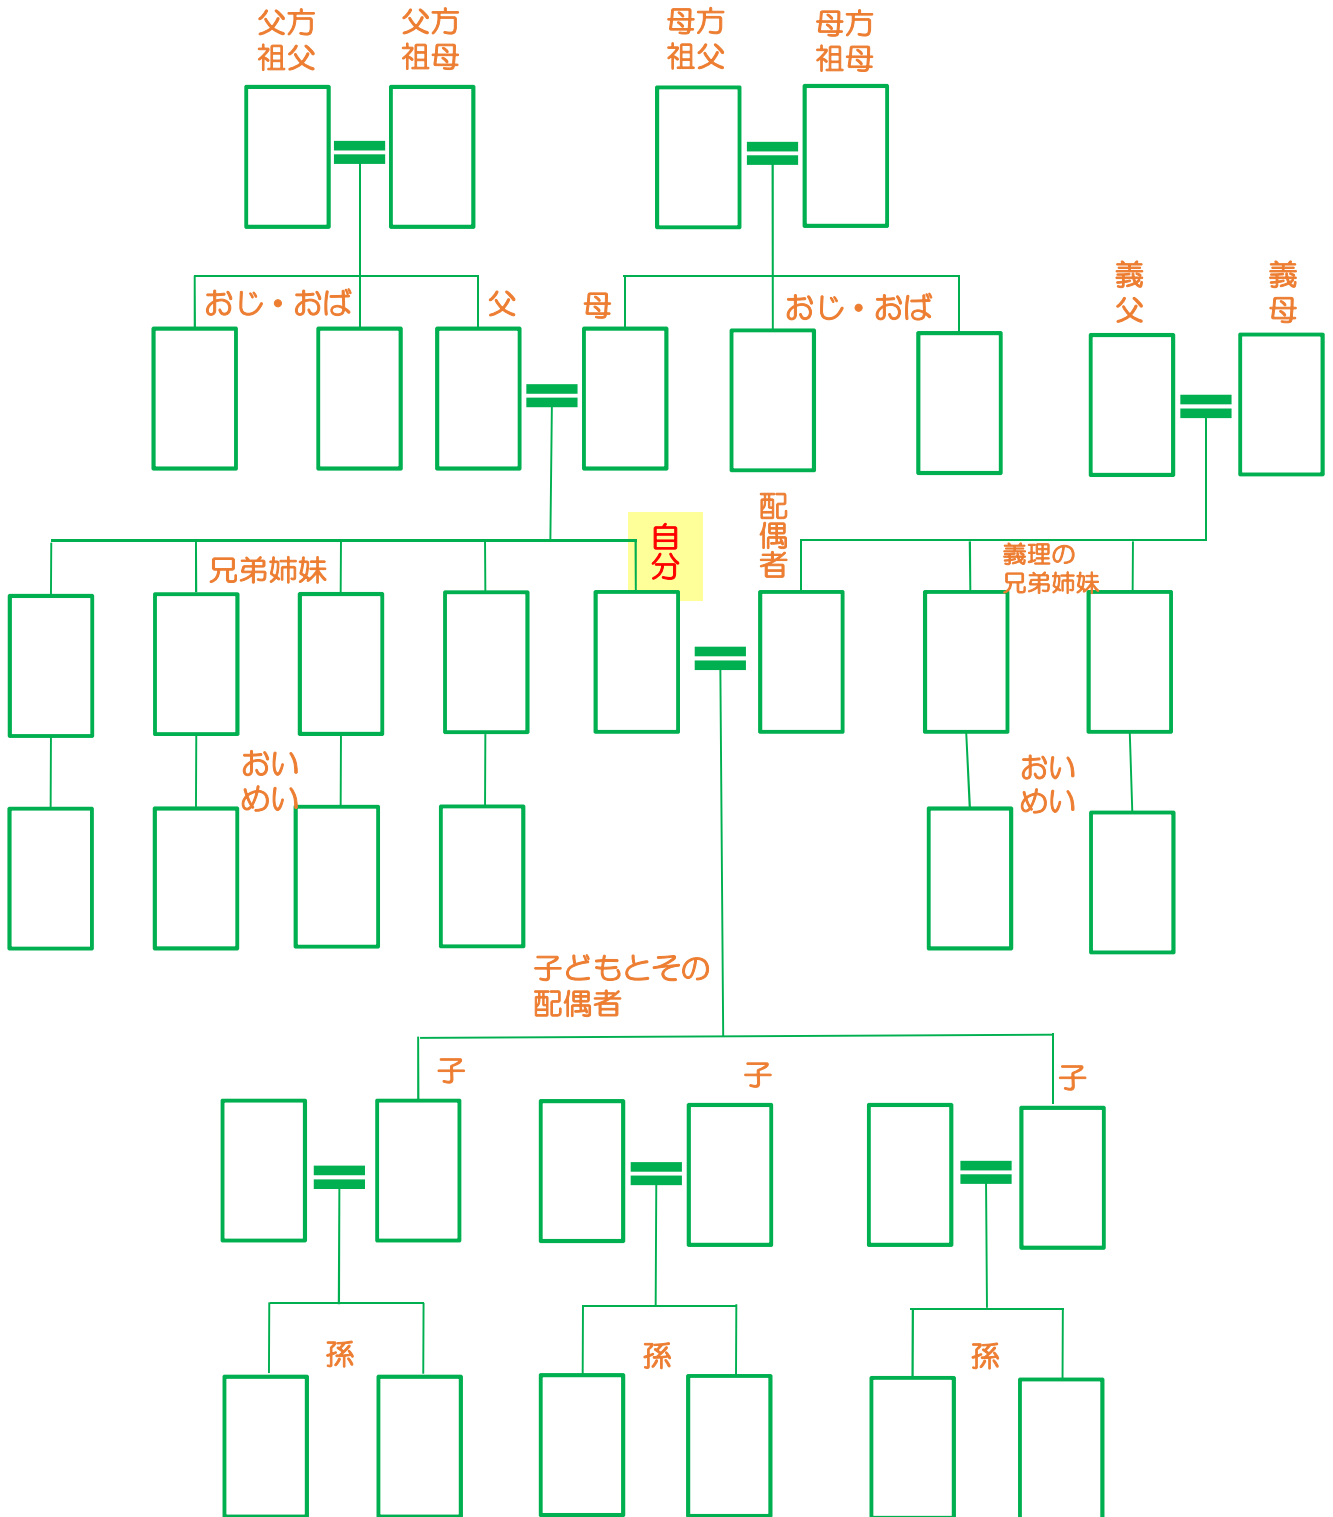 父方
祖父
父方
祖母
母方
祖父
母方
祖母
おじ・おば
父
母
おじ・おば
義
父
義
母
兄弟姉妹
自
分
配
偶
者
義理の
兄弟姉妹
おい
めい
おい
めい
子どもとその
配偶者
子
子
子
孫
孫
孫